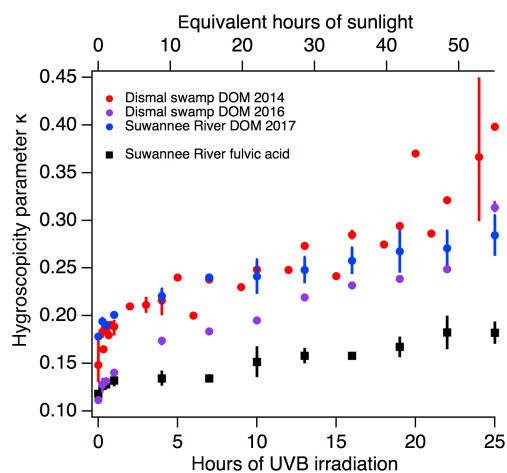 Equivalent hours of sunlight
0 10 20 30 40 50
Hygroscopicity parameter κ
0.45
0.40
0.35
0.30
0.25
0.20
0.15
0.10
Dismal swamp DOM 2014
Dismal swamp DOM 2016
Suwannee River DOM 2017
Suwannee River fulvic acid
0 5 10 15 20 25
Hours of UVB irradiation